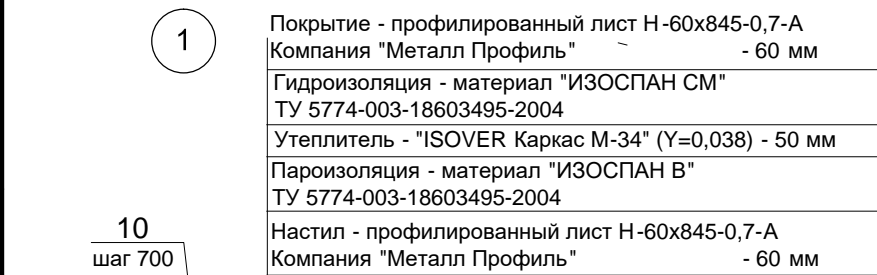 1
Покрытие - профилированный лист Н-60х845-0,7-А
Компания "Металл Профиль" - 60 мм
Гидроизоляция - материал "ИЗОСПАН СМ"
ТУ 5774-003-18603495-2004
Утеплитель - "ISOVER Каркас М-34" (Y=0,038) - 50 мм
Пароизоляция - материал "ИЗОСПАН В"
ТУ 5774-003-18603495-2004
Настил - профилированный лист Н-60х845-0,7-А
Компания "Металл Профиль" - 60 мм
10
шаг 700